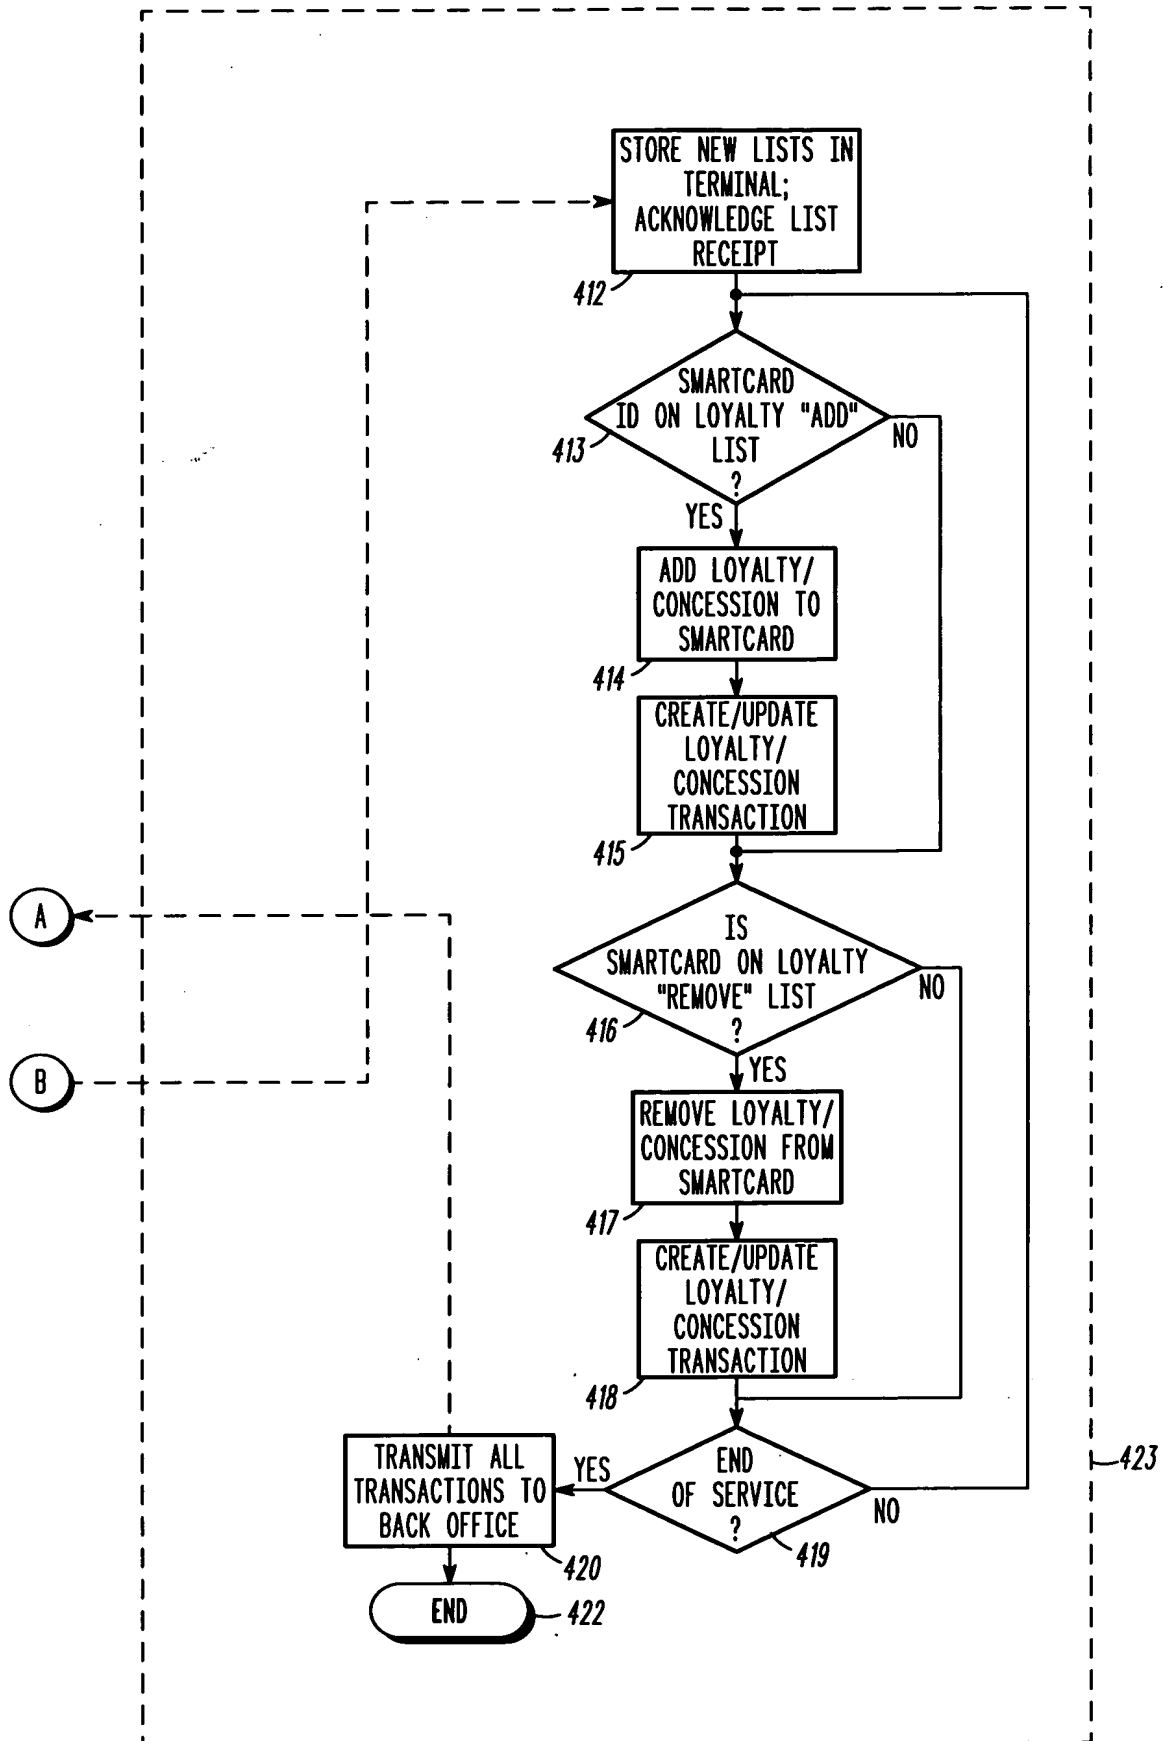 STORE NEW LISTS IN
TERMINAL;
ACKNOWLEDGE LIST
RECEIPT
412
SMARTCARD
ID ON LOYALTY "ADD"
LIST
?
413
NO
YES
ADD LOYALTY/
CONCESSION TO
SMARTCARD
414
CREATE/UPDATE
LOYALTY/
CONCESSION
TRANSACTION
415
A
IS
SMARTCARD ON LOYALTY
"REMOVE" LIST
?
416
NO
B
YES
REMOVE LOYALTY/
CONCESSION FROM
SMARTCARD
417
CREATE/UPDATE
LOYALTY/
CONCESSION
TRANSACTION
418
END
OF SERVICE
?
419
YES
NO
423
TRANSMIT ALL
TRANSACTIONS TO
BACK OFFICE
420
END
422